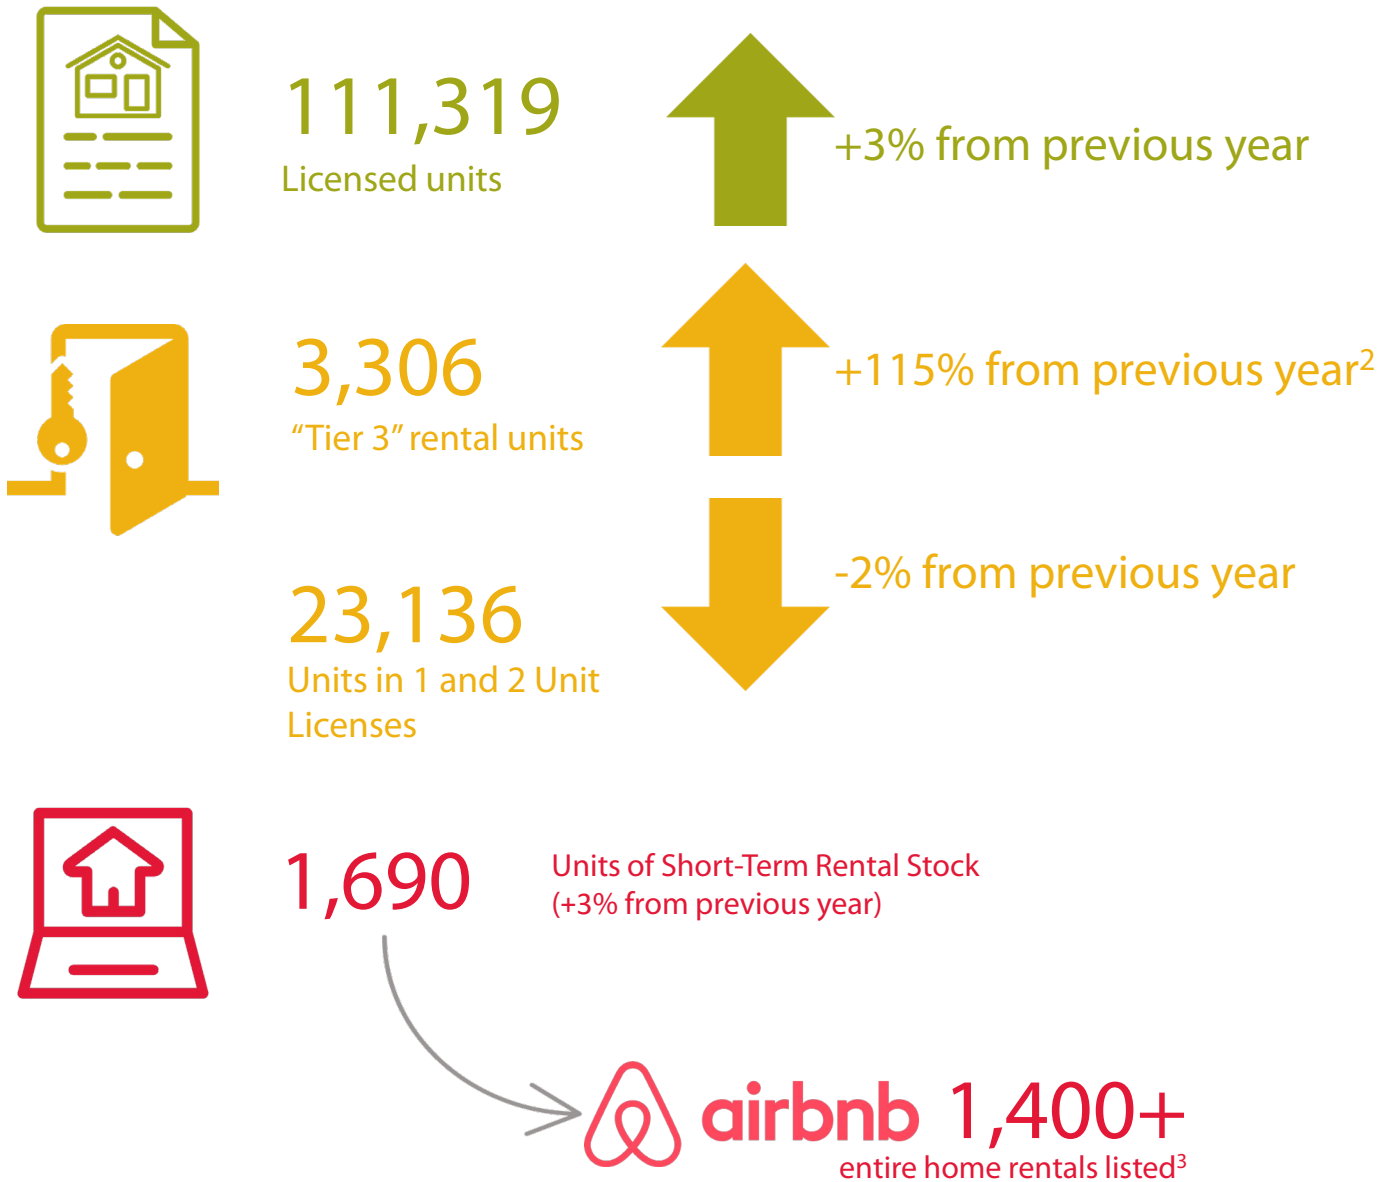 111,319
Licensed units
+3% from previous year
3,306
“Tier 3” rental units
+115% from previous year²
-2% from previous year
23,136
Units in 1 and 2 Unit
Licenses
1,690
Units of Short-Term Rental Stock
(+3% from previous year)
airbnb 1,400+
entire home rentals listed³